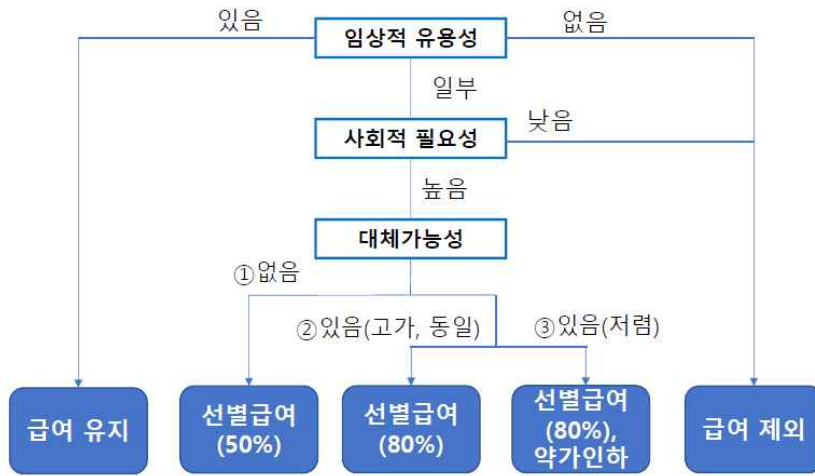 있음
임상적 유용성
없음
일부
사회적 필요성
낮음
높음
대체가능성
①없음
②있음(고가, 동일)
③있음(저렴)
급여 유지
선별급여
(50%)
선별급여
(80%)
선별급여
(80%),
약가인하
급여 제외